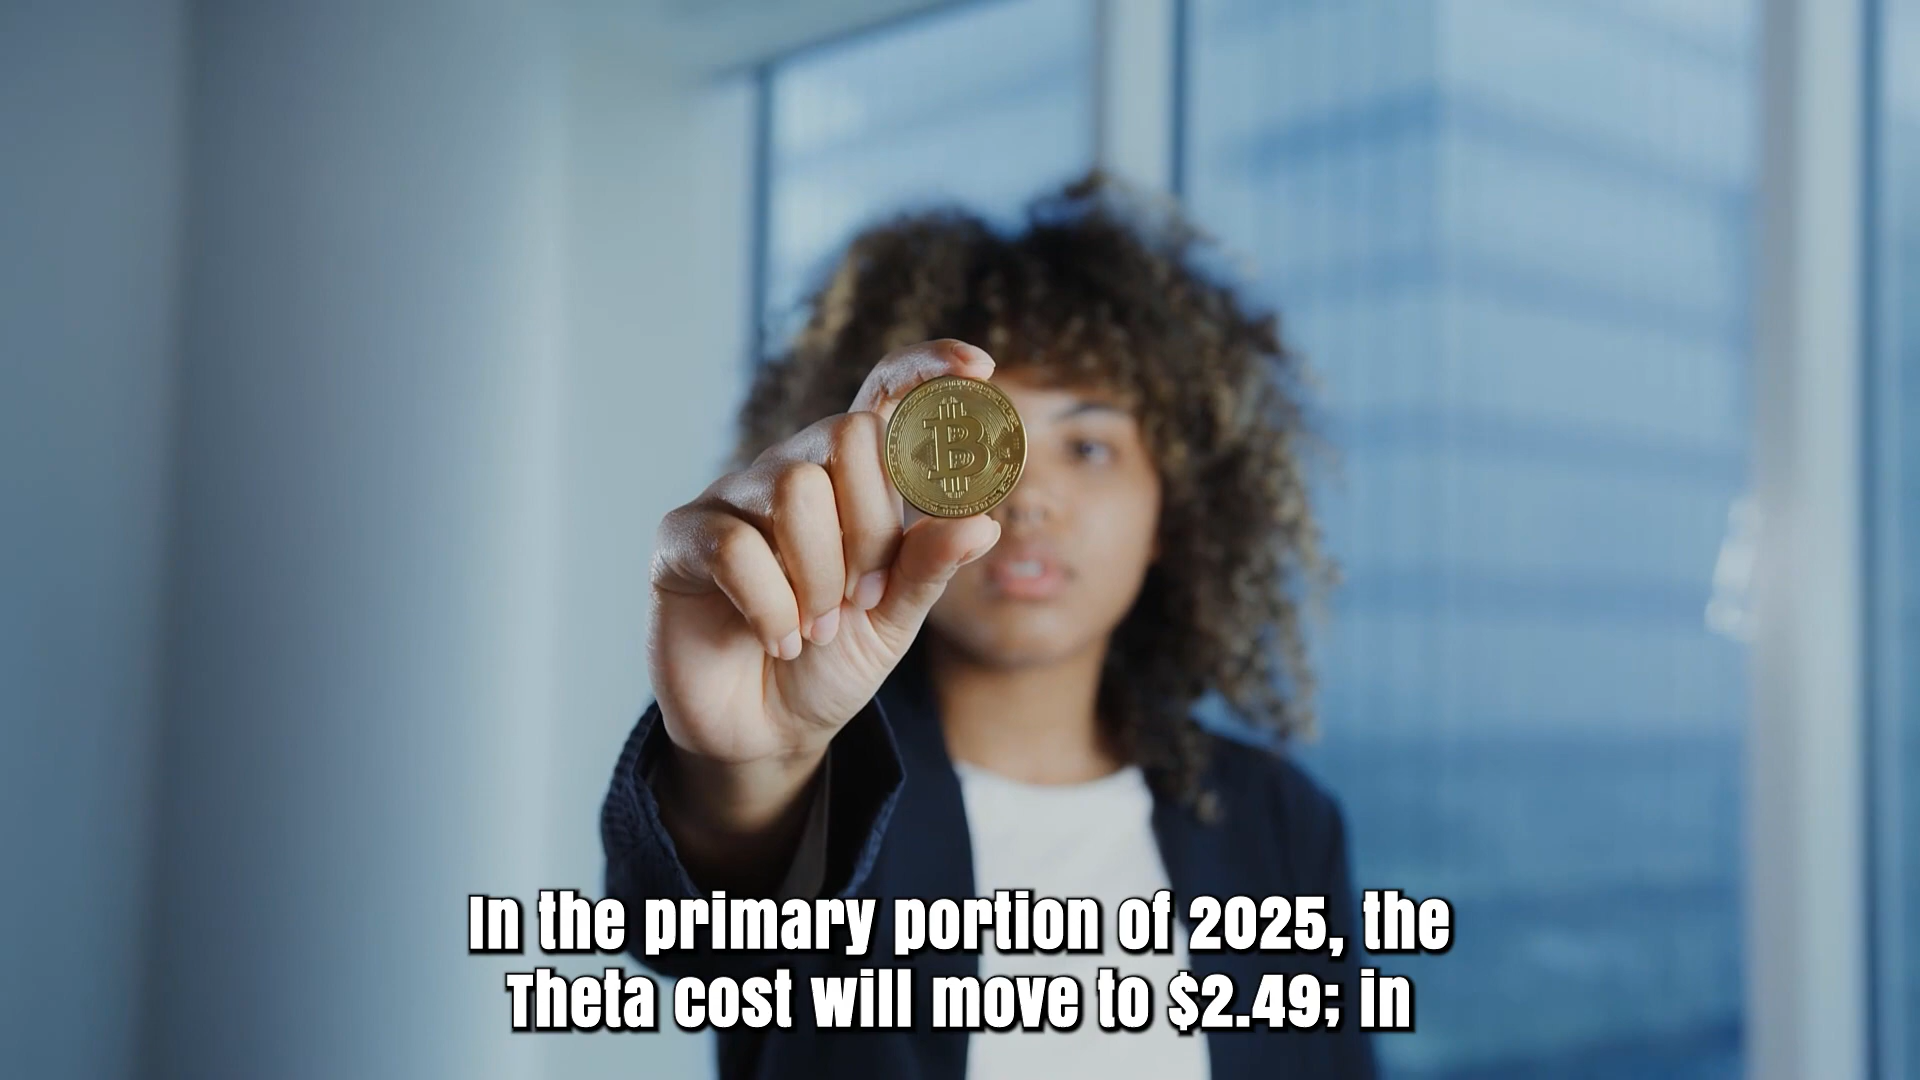 In the primary portion of 2025, the
Theta cost will move to $2.49; in